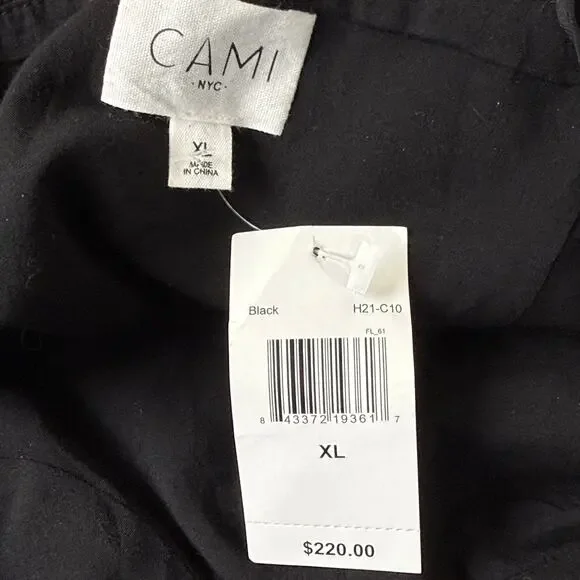 CAMI
·NYC·
XL
MADE
IN CHINA
Black H21-C10
FL_61
8 43372 19361 7
XL
$220.00